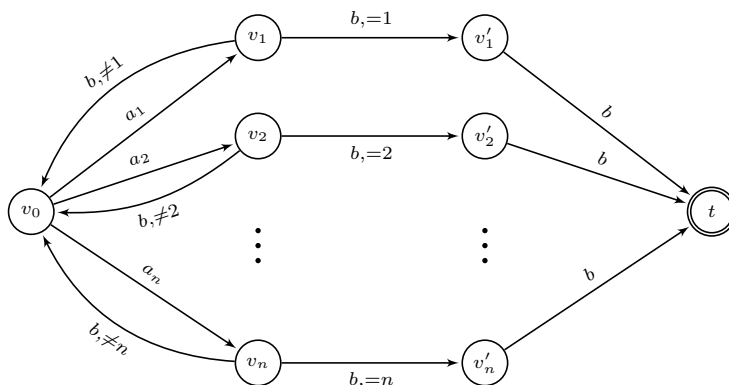 v₁ b,=1 v′₁
b,≠1
a₁ b
v₂ b,=2 v′₂
a₂ b
v₀ b,≠2 t
aₙ b
b,≠n
vₙ b,=n v′ₙ